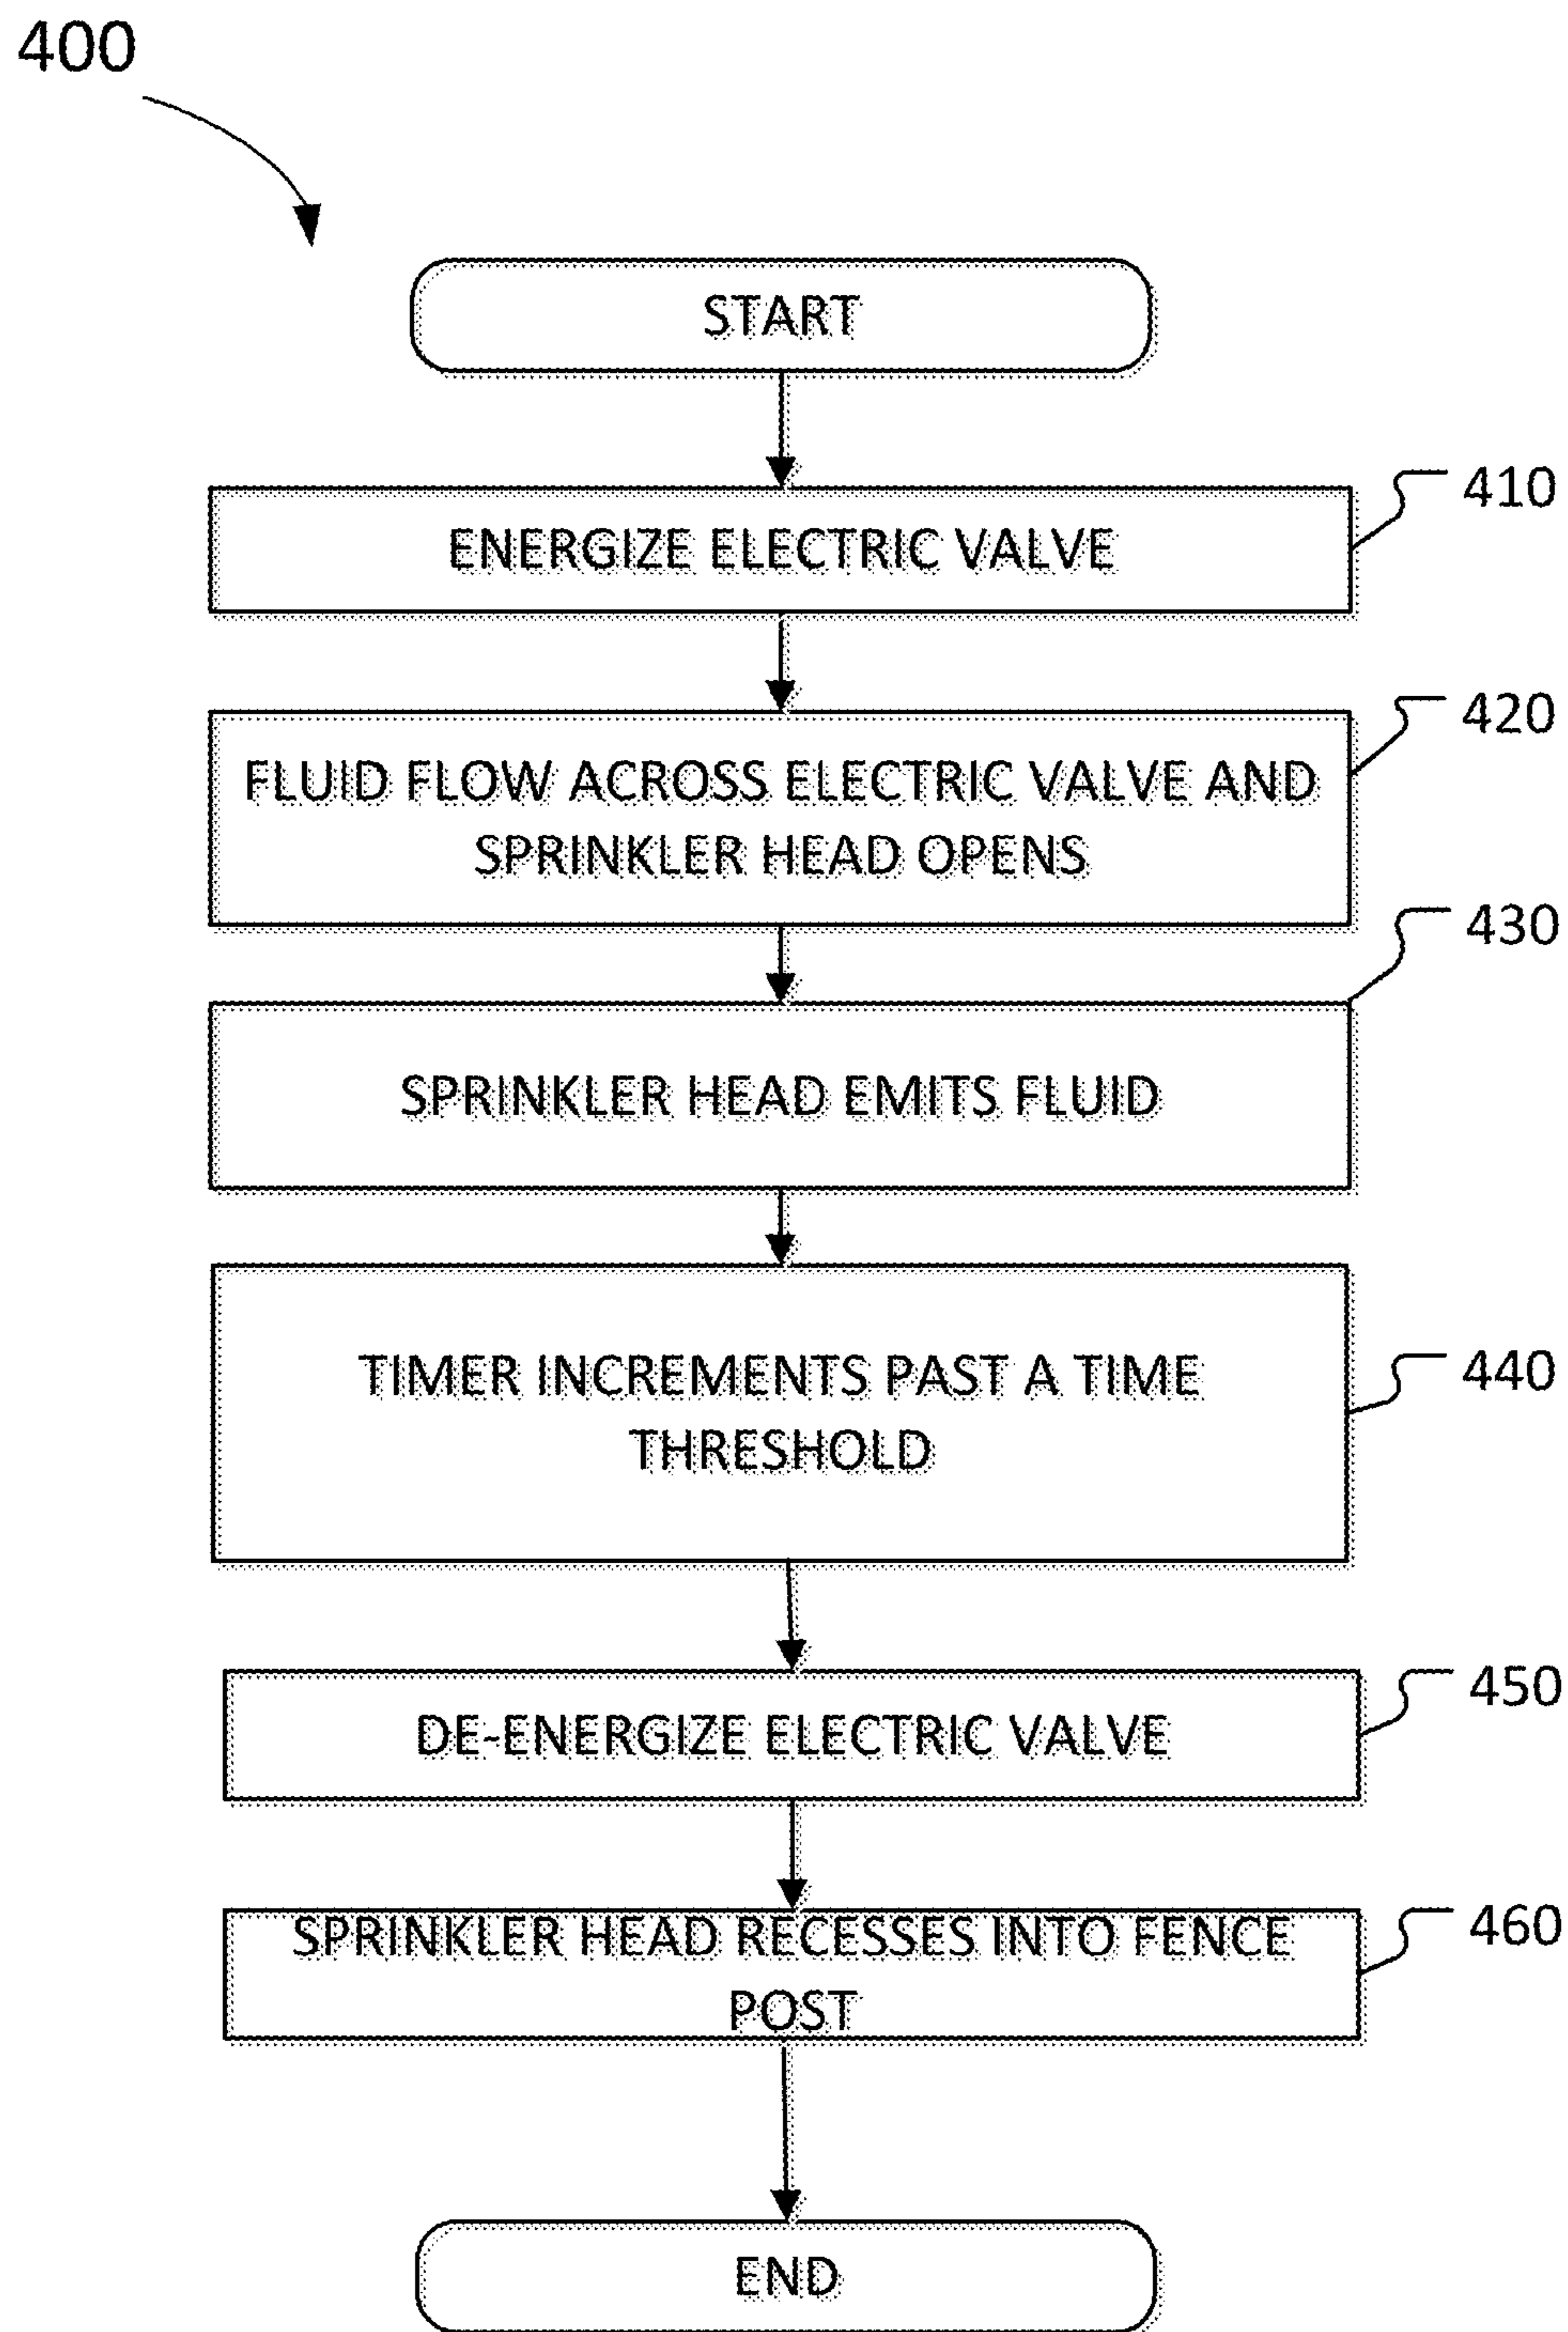 400
START
410
ENERGIZE ELECTRIC VALVE
420
FLUID FLOW ACROSS ELECTRIC VALVE AND
SPRINKLER HEAD OPENS
430
SPRINKLER HEAD EMITS FLUID
440
TIMER INCREMENTS PAST A TIME
THRESHOLD
450
DE-ENERGIZE ELECTRIC VALVE
460
SPRINKLER HEAD RECESSES INTO FENCE
POST
END